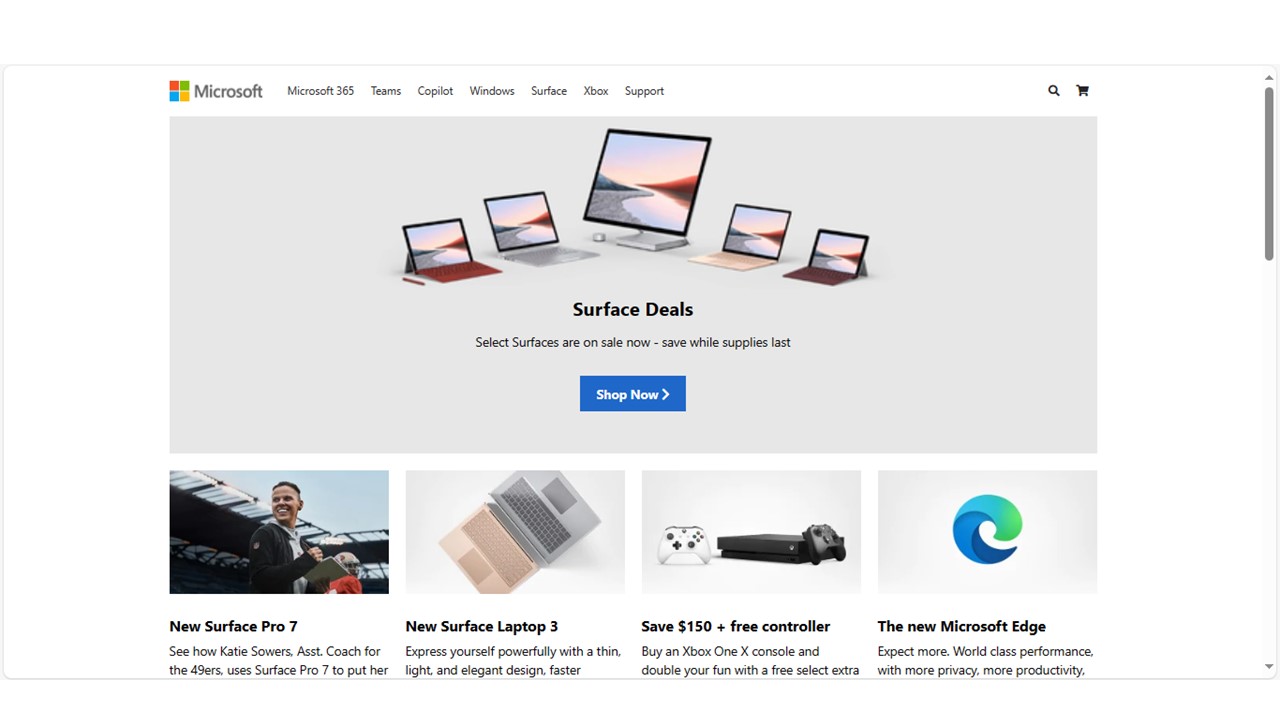 Microsoft
Microsoft 365 Teams Copilot Windows Surface Xbox Support
Surface Deals
Select Surfaces are on sale now - save while supplies last
Shop Now
New Surface Pro 7
See how Katie Sowers, Asst. Coach for
the 49ers, uses Surface Pro 7 to put her
New Surface Laptop 3
Express yourself powerfully with a thin,
light, and elegant design, faster
Save $150 + free controller
Buy an Xbox One X console and
double your fun with a free select extra
The new Microsoft Edge
Expect more. World class performance,
with more privacy, more productivity,